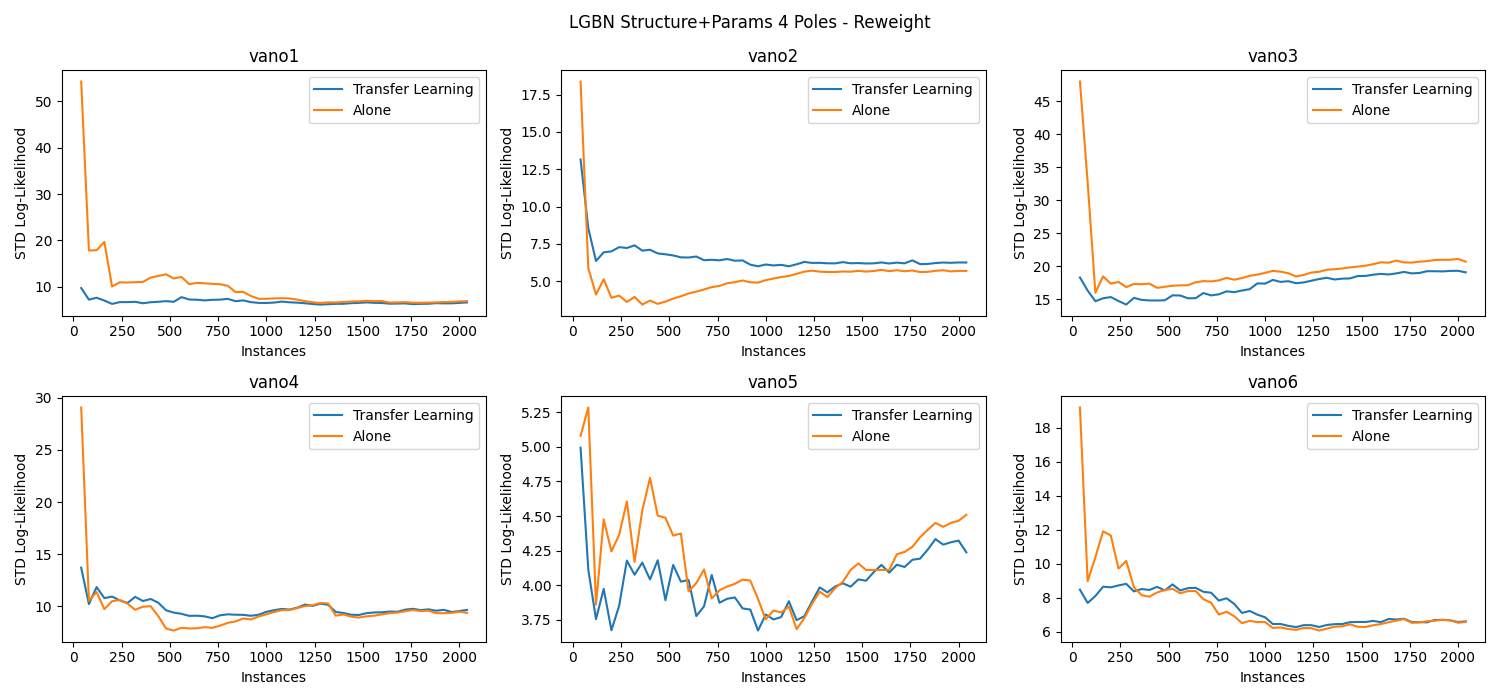 LGBN Structure+Params 4 Poles - Reweight
vano1
STD Log-Likelihood
50
40
30
20
10
Transfer Learning
Alone
0 250 500 750 1000 1250 1500 1750 2000
Instances
vano2
STD Log-Likelihood
17.5
15.0
12.5
10.0
7.5
5.0
Transfer Learning
Alone
0 250 500 750 1000 1250 1500 1750 2000
Instances
vano3
STD Log-Likelihood
45
40
35
30
25
20
15
Transfer Learning
Alone
0 250 500 750 1000 1250 1500 1750 2000
Instances
vano4
STD Log-Likelihood
30
25
20
15
10
Transfer Learning
Alone
0 250 500 750 1000 1250 1500 1750 2000
Instances
vano5
STD Log-Likelihood
5.25
5.00
4.75
4.50
4.25
4.00
3.75
Transfer Learning
Alone
0 250 500 750 1000 1250 1500 1750 2000
Instances
vano6
STD Log-Likelihood
18
16
14
12
10
8
6
Transfer Learning
Alone
0 250 500 750 1000 1250 1500 1750 2000
Instances